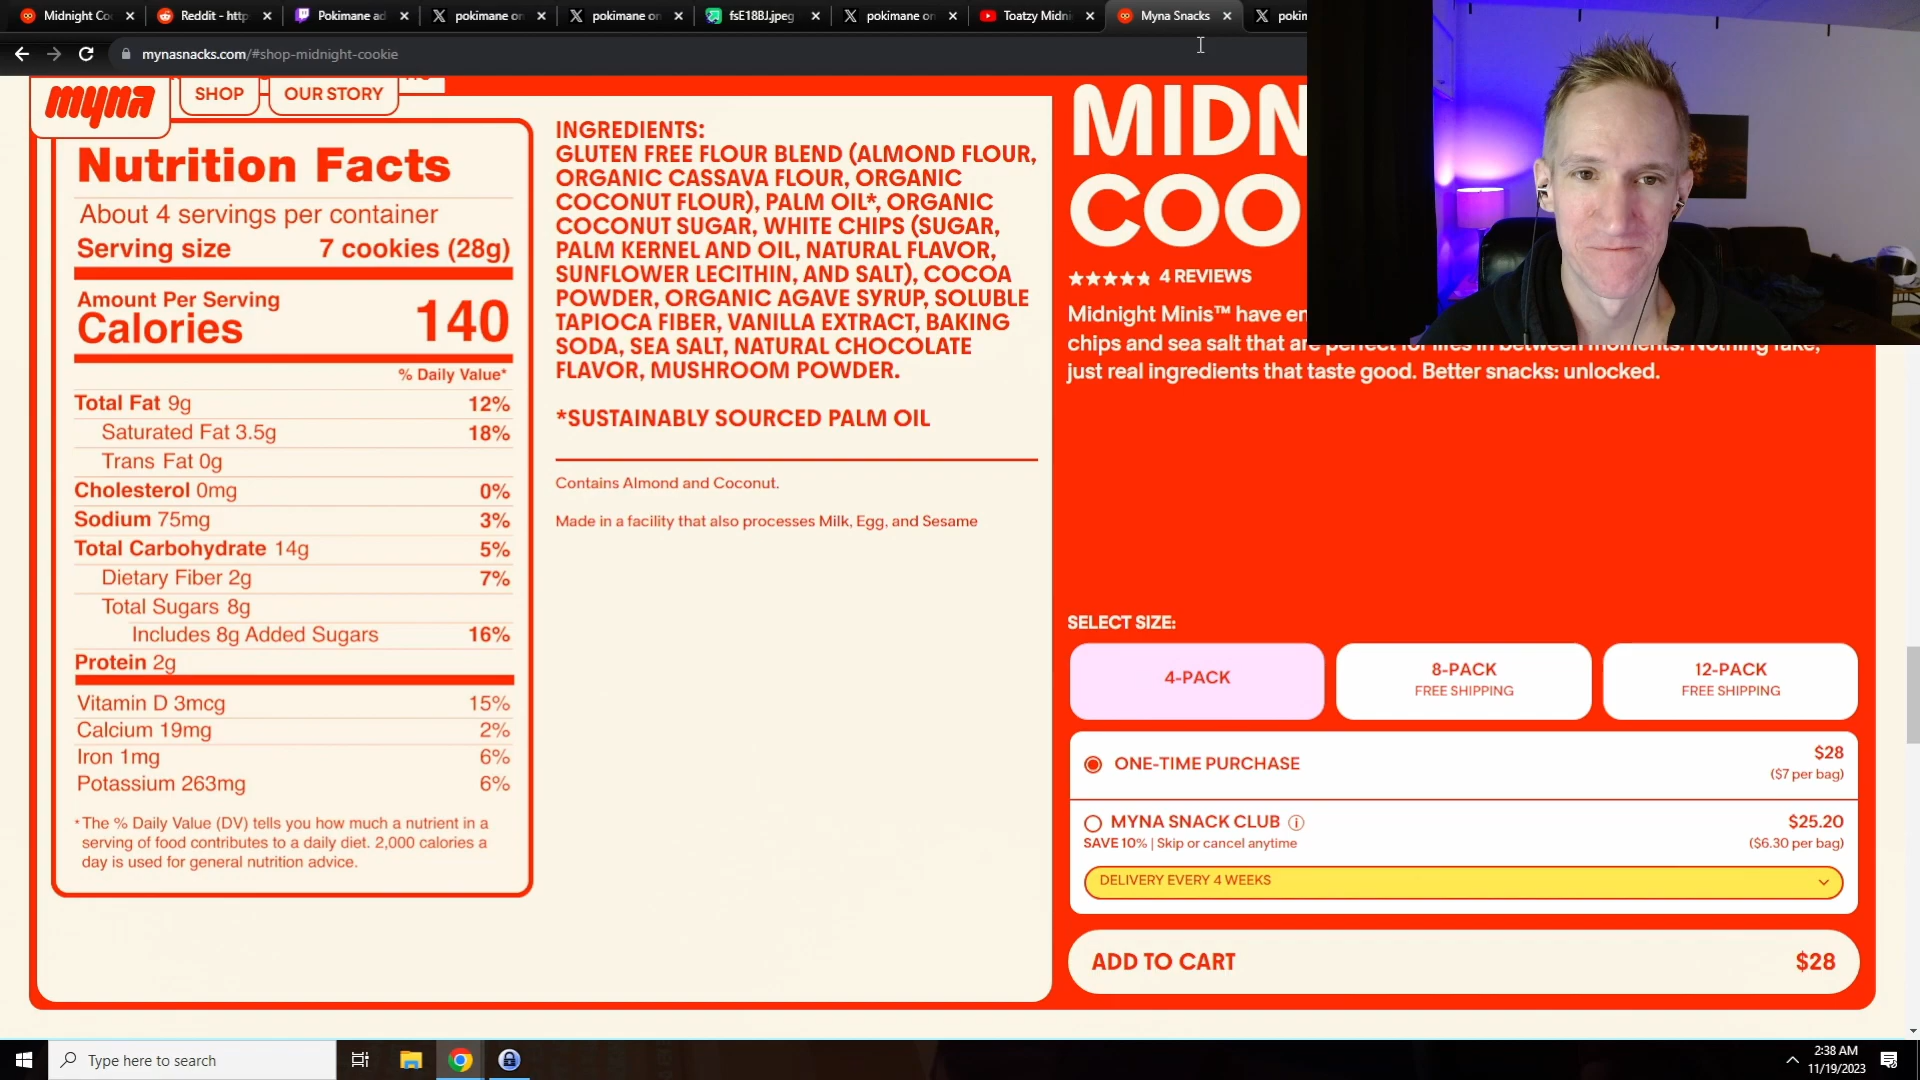 Midnight Co
Reddit - http
Pokimane ad
pokimane on
pokimane on
fsE18BJ.jpeg
pokimane on
Toatzy Midni
Myna Snacks
pokim
mynasnacks.com/#shop-midnight-cookie
myna
SHOP
OUR STORY
Nutrition Facts
About 4 servings per container
Serving size 7 cookies (28g)
Amount Per Serving
Calories 140
% Daily Value*
Total Fat 9g 12%
Saturated Fat 3.5g 18%
Trans Fat 0g
Cholesterol 0mg 0%
Sodium 75mg 3%
Total Carbohydrate 14g 5%
Dietary Fiber 2g 7%
Total Sugars 8g
Includes 8g Added Sugars 16%
Protein 2g
Vitamin D 3mcg 15%
Calcium 19mg 2%
Iron 1mg 6%
Potassium 263mg 6%
* The % Daily Value (DV) tells you how much a nutrient in a
serving of food contributes to a daily diet. 2,000 calories a
day is used for general nutrition advice.
INGREDIENTS:
GLUTEN FREE FLOUR BLEND (ALMOND FLOUR,
ORGANIC CASSAVA FLOUR, ORGANIC
COCONUT FLOUR), PALM OIL*, ORGANIC
COCONUT SUGAR, WHITE CHIPS (SUGAR,
PALM KERNEL AND OIL, NATURAL FLAVOR,
SUNFLOWER LECITHIN, AND SALT), COCOA
POWDER, ORGANIC AGAVE SYRUP, SOLUBLE
TAPIOCA FIBER, VANILLA EXTRACT, BAKING
SODA, SEA SALT, NATURAL CHOCOLATE
FLAVOR, MUSHROOM POWDER.
*SUSTAINABLY SOURCED PALM OIL
Contains Almond and Coconut.
Made in a facility that also processes Milk, Egg, and Sesame
MIDN
COO
4 REVIEWS
Midnight Minis™ have en
chips and sea salt that are perfect for lifes in between moments. Nothing fake,
just real ingredients that taste good. Better snacks: unlocked.
SELECT SIZE:
4-PACK
8-PACK
FREE SHIPPING
12-PACK
FREE SHIPPING
ONE-TIME PURCHASE $28
($7 per bag)
MYNA SNACK CLUB $25.20
SAVE 10% | Skip or cancel anytime ($6.30 per bag)
DELIVERY EVERY 4 WEEKS
ADD TO CART $28
Type here to search
2:38 AM
11/19/2023